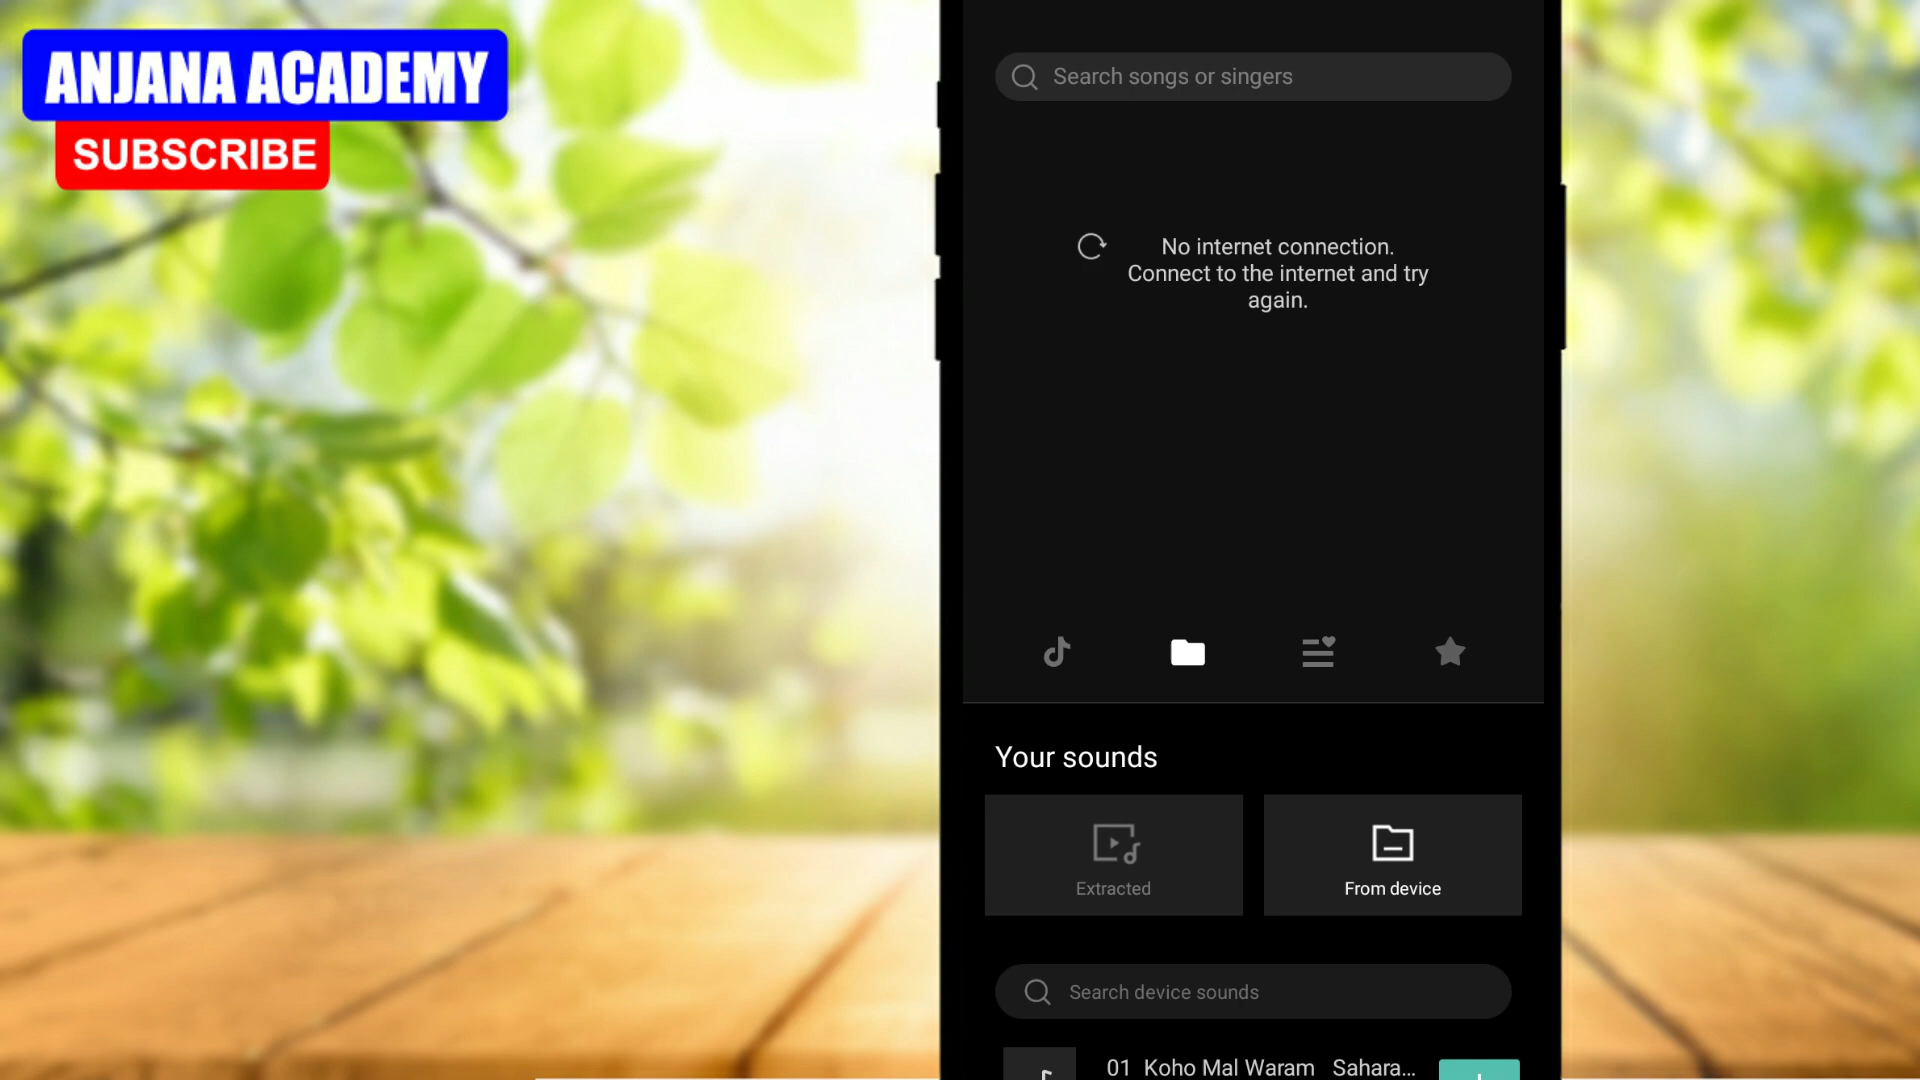 ANJANA ACADEMY
SUBSCRIBE
Search songs or singers
No internet connection.
Connect to the internet and try
again.
Your sounds
Extracted
From device
Search device sounds
01 Koho Mal Waram Sahara...